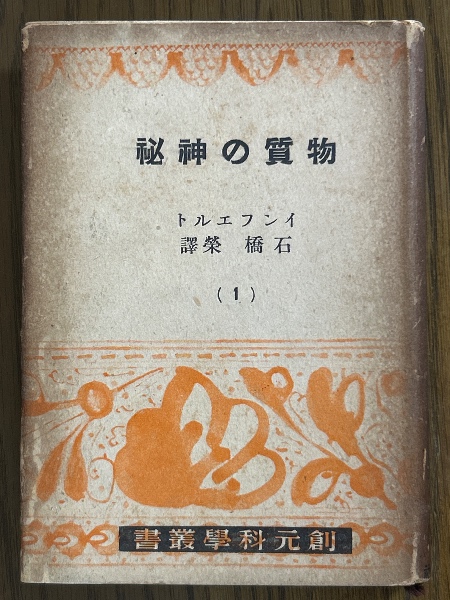 物質の神祕
インフエルト
石橋 榮譯
(1)
創元科學叢書